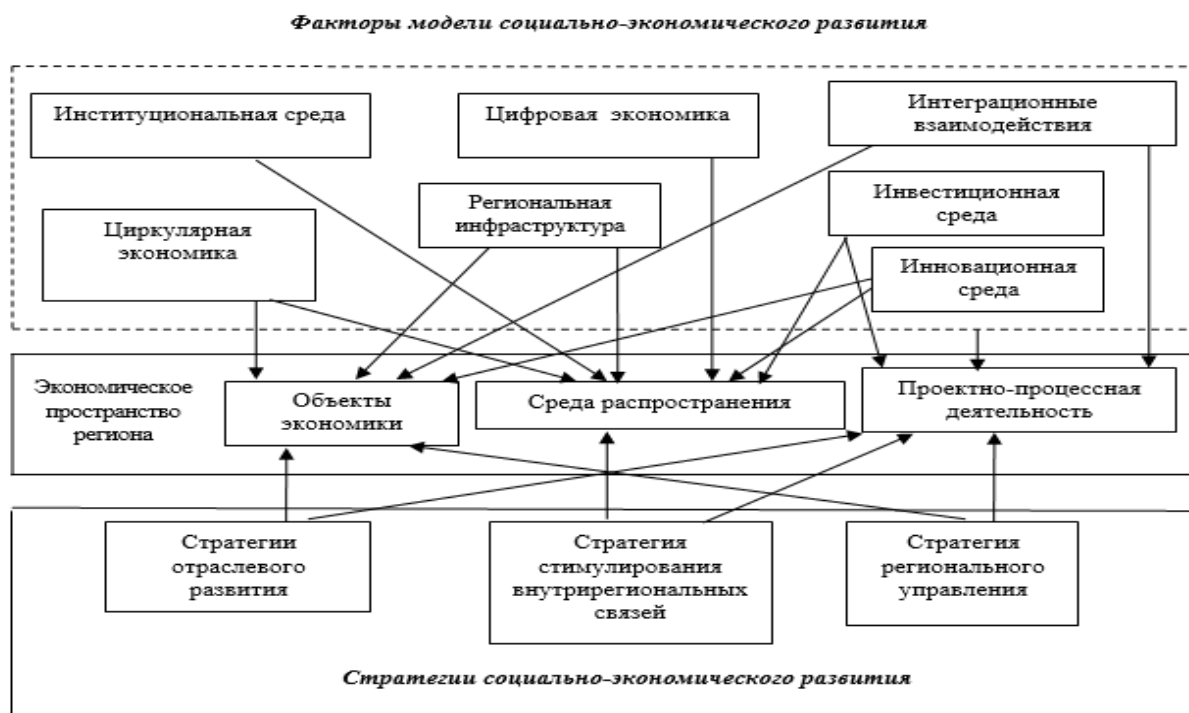 Факторы модели социально-экономического развития
Институциональная среда
Цифровая экономика
Интеграционные
взаимодействия
Циркулярная
экономика
Региональная
инфраструктура
Инвестиционная
среда
Инновационная
среда
Экономическое
пространство
региона
Объекты
экономики
Среда распространения
Проектно-процессная
деятельность
Стратегии
отраслевого
развития
Стратегия
стимулирования
внутрирегиональных
связей
Стратегия
регионального
управления
Стратегии социально-экономического развития